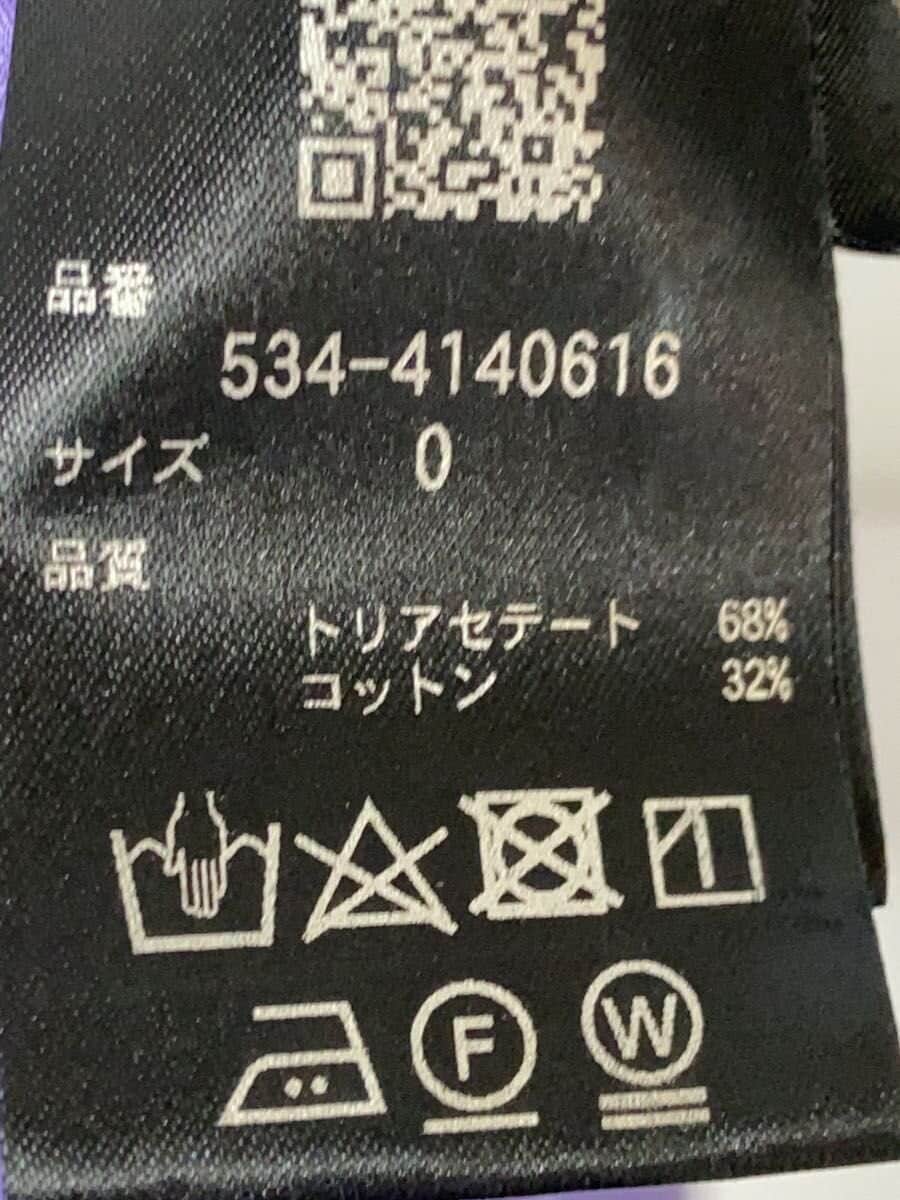 品番
534-4140616
サイズ 0
品質
トリアセテート 68%
コットン 32%
F W